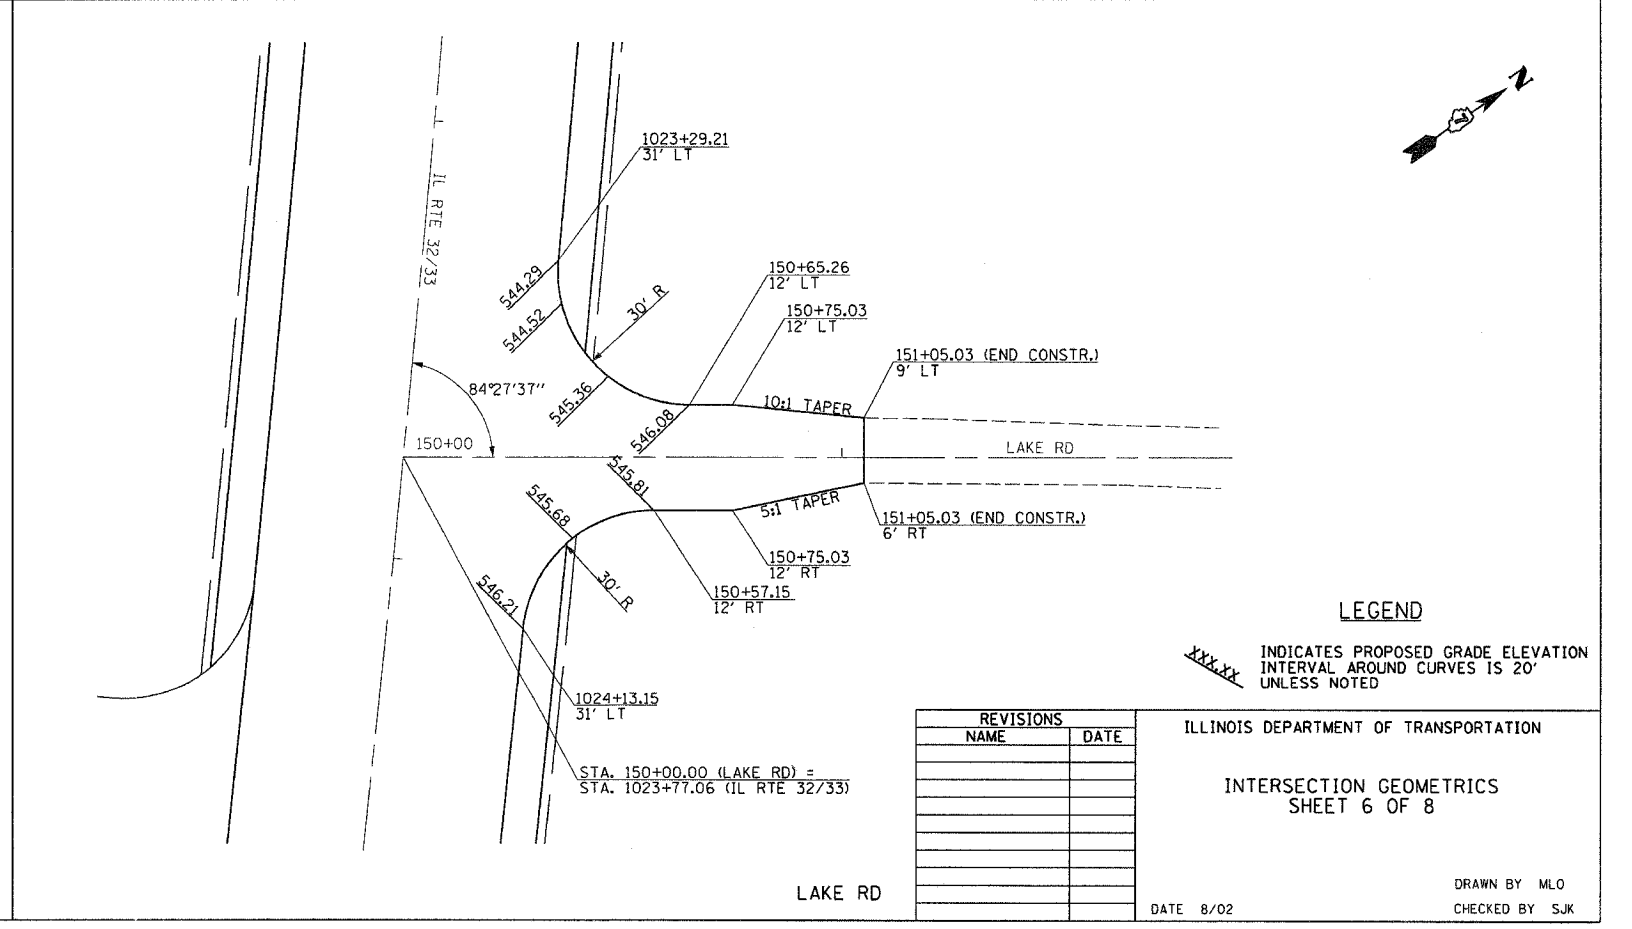 N
1023+29.21
31' LT
IL RTE 32/33
544.29
544.52
30' R
545.36
150+65.26
12' LT
150+75.03
12' LT
151+05.03 (END CONSTR.)
9' LT
84°27'37"
10:1 TAPER
546.08
150+00
LAKE RD
545.81
545.68
5:1 TAPER
151+05.03 (END CONSTR.)
6' RT
150+75.03
12' RT
30' R
546.21
150+57.15
12' RT
1024+13.15
31' LT
STA. 150+00.00 (LAKE RD) =
STA. 1023+77.06 (IL RTE 32/33)
LEGEND
XXX.XX
INDICATES PROPOSED GRADE ELEVATION
INTERVAL AROUND CURVES IS 20'
UNLESS NOTED
REVISIONS
NAME DATE
ILLINOIS DEPARTMENT OF TRANSPORTATION
INTERSECTION GEOMETRICS
SHEET 6 OF 8
LAKE RD
DRAWN BY MLO
DATE 8/02
CHECKED BY SJK